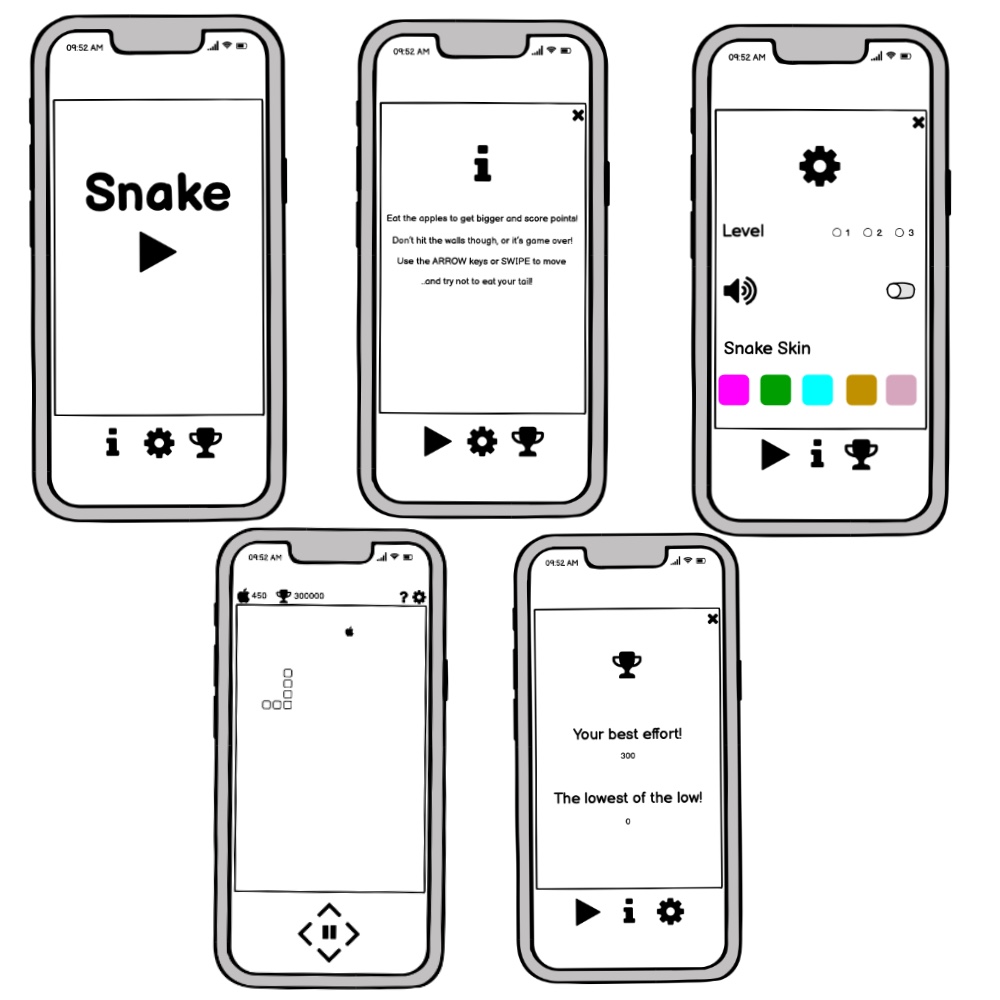 09:52 AM
Snake
09:52 AM
Eat the apples to get bigger and score points!
Don't hit the walls though, or it's game over!
Use the ARROW keys or SWIPE to move
..and try not to eat your tail!
09:52 AM
Level
1 2 3
Snake Skin
09:52 AM
450 300000 ?
09:52 AM
Your best effort!
300
The lowest of the low!
0